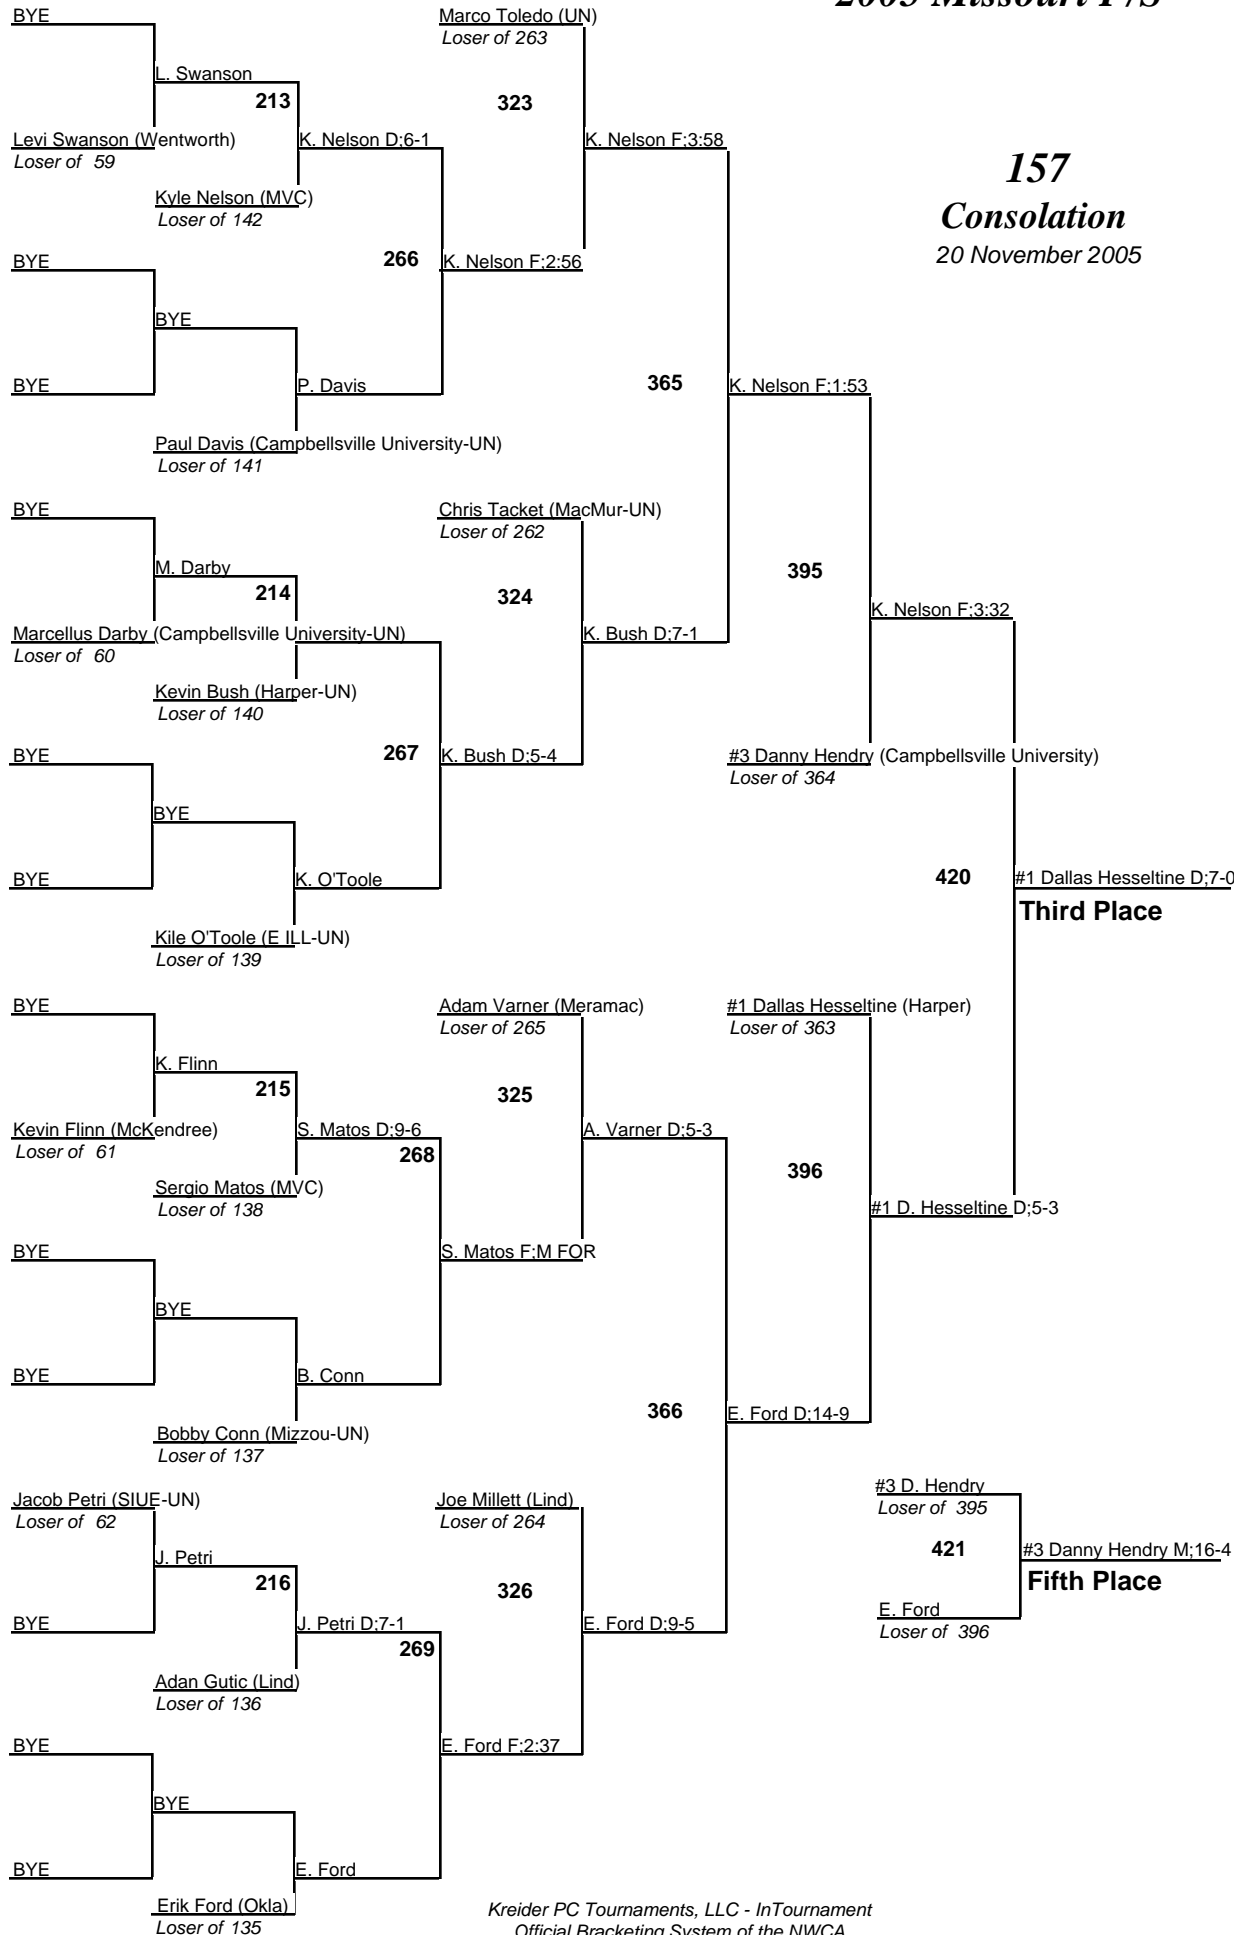 2005 Missouri
157
Consolation
20 November 2005
BYE
L. Swanson
213
Levi Swanson (Wentworth)
Loser of 59
K. Nelson D;6-1
Kyle Nelson (MVC)
Loser of 142
BYE
BYE
BYE
P. Davis
Paul Davis (Campbellsville University-UN)
Loser of 141
266
K. Nelson F;2:56
Marco Toledo (UN)
Loser of 263
323
K. Nelson F;3:58
365
K. Nelson F;1:53
BYE
M. Darby
214
Marcellus Darby (Campbellsville University-UN)
Loser of 60
Kevin Bush (Harper-UN)
Loser of 140
BYE
BYE
BYE
K. O'Toole
Kile O'Toole (E ILL-UN)
Loser of 139
267
K. Bush D;5-4
Chris Tacket (MacMur-UN)
Loser of 262
324
K. Bush D;7-1
395
K. Nelson F;3:32
#3 Danny Hendry (Campbellsville University)
Loser of 364
420
#1 Dallas Hesseltine D;7-0
Third Place
BYE
K. Flinn
215
Kevin Flinn (McKendree)
Loser of 61
S. Matos D;9-6
268
Sergio Matos (MVC)
Loser of 138
BYE
BYE
BYE
B. Conn
Bobby Conn (Mizzou-UN)
Loser of 137
S. Matos F;M FOR
Adam Varner (Meramac)
Loser of 265
325
A. Varner D;5-3
#1 Dallas Hesseltine (Harper)
Loser of 363
396
#1 D. Hesseltine D;5-3
366
E. Ford D;14-9
Jacob Petri (SIUE-UN)
Loser of 62
J. Petri
216
BYE
J. Petri D;7-1
269
Adan Gutic (Lind)
Loser of 136
BYE
BYE
BYE
E. Ford
Erik Ford (Okla)
Loser of 135
E. Ford F;2:37
Joe Millett (Lind)
Loser of 264
326
E. Ford D;9-5
#3 D. Hendry
Loser of 395
421
#3 Danny Hendry M;16-4
Fifth Place
E. Ford
Loser of 396
Kreider PC Tournaments, LLC - InTournament
Official Bracketing System of the NWCA